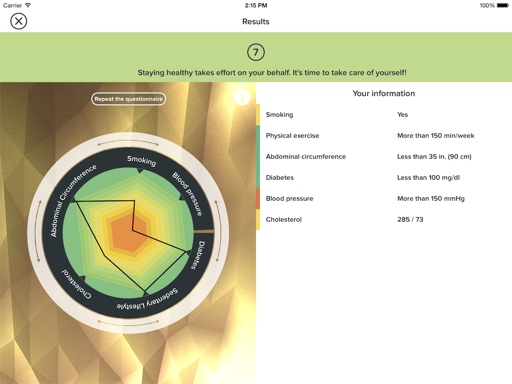 Carrier 2:15 PM 100%
Results
7
Staying healthy takes effort on your behalf. It's time to take care of yourself!
Repeat the questionnaire
Smoking
Blood pressure
Diabetes
Sedentary Lifestyle
Cholesterol
Abdominal Circumference
Your information
Smoking Yes
Physical exercise More than 150 min/week
Abdominal circumference Less than 35 in. (90 cm)
Diabetes Less than 100 mg/dl
Blood pressure More than 150 mmHg
Cholesterol 285 / 73